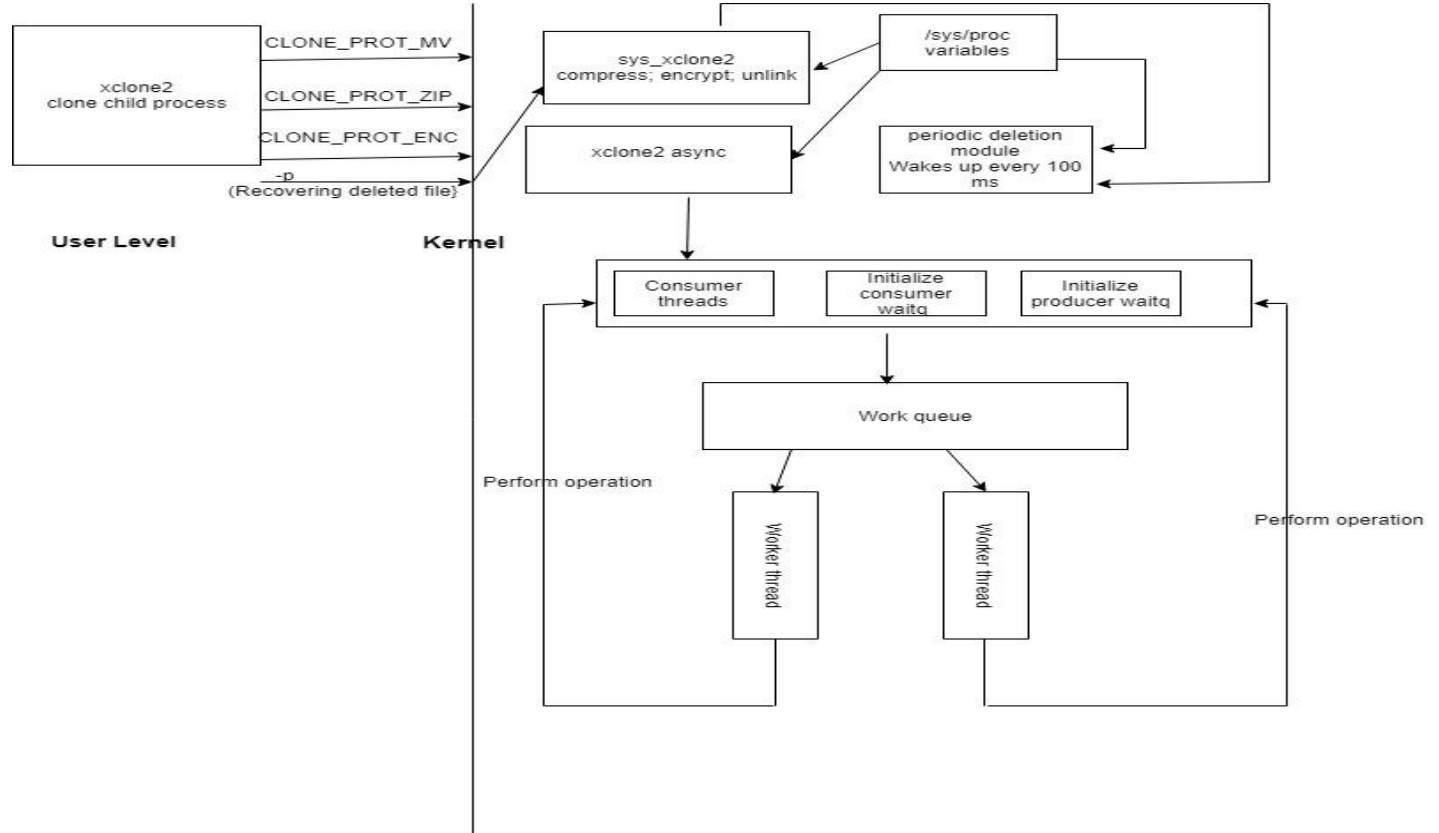 xclone2
clone child process
CLONE_PROT_MV
CLONE_PROT_ZIP
CLONE_PROT_ENC
-p
(Recovering deleted file}
User Level
Kernel
sys_xclone2
compress; encrypt; unlink
/sys/proc
variables
xclone2 async
periodic deletion
module
Wakes up every 100
ms
Consumer
threads
Initialize
consumer
waitq
Initialize
producer waitq
Work queue
Perform operation
Worker thread
Worker thread
Perform operation